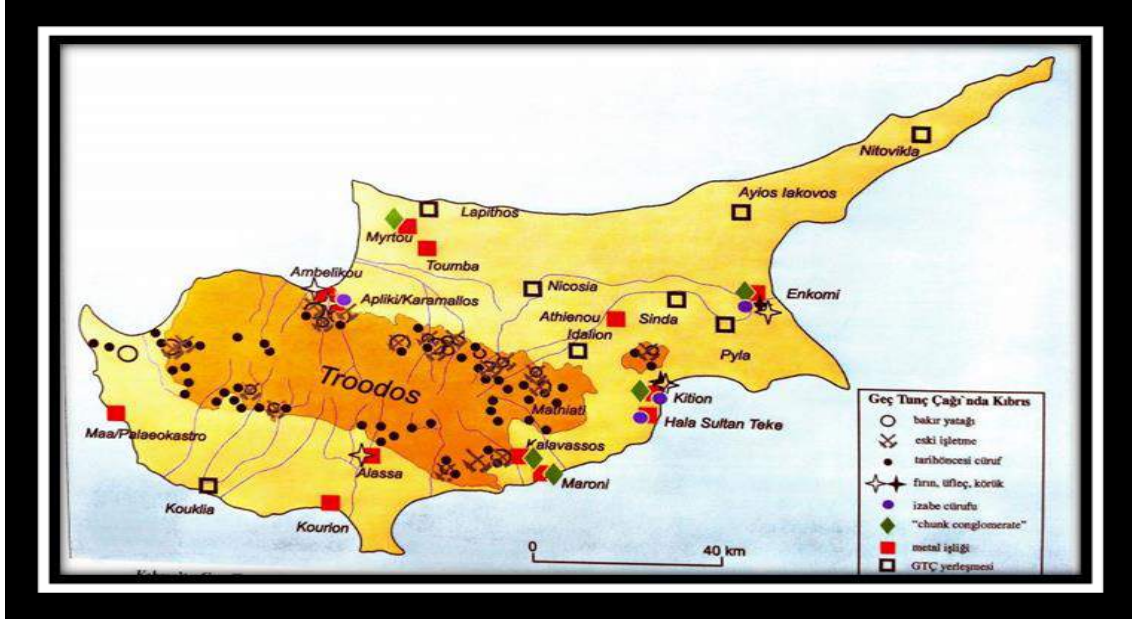 Nitovikla
Ayios Iakovos
Lapithos
Myrtou
Toumba
Ambelikou
Nicosia
Enkomi
Apliki/Karamallos
Athienou
Sinda
Idalion
Pyla
Troodos
Kition
Mathiati
Hala Sultan Teke
Maa/Palaeokastro
Kalavassos
Alassa
Maroni
Kouklia
Kourion
0
40 km
Geç Tunç Çağı'nda Kıbrıs
bakır yatağı
eski işletme
tarihöncesi cüruf
fırın, üfleç, körük
izabe cürufu
"chunk conglomerate"
metal işliği
GTÇ yerleşmesi